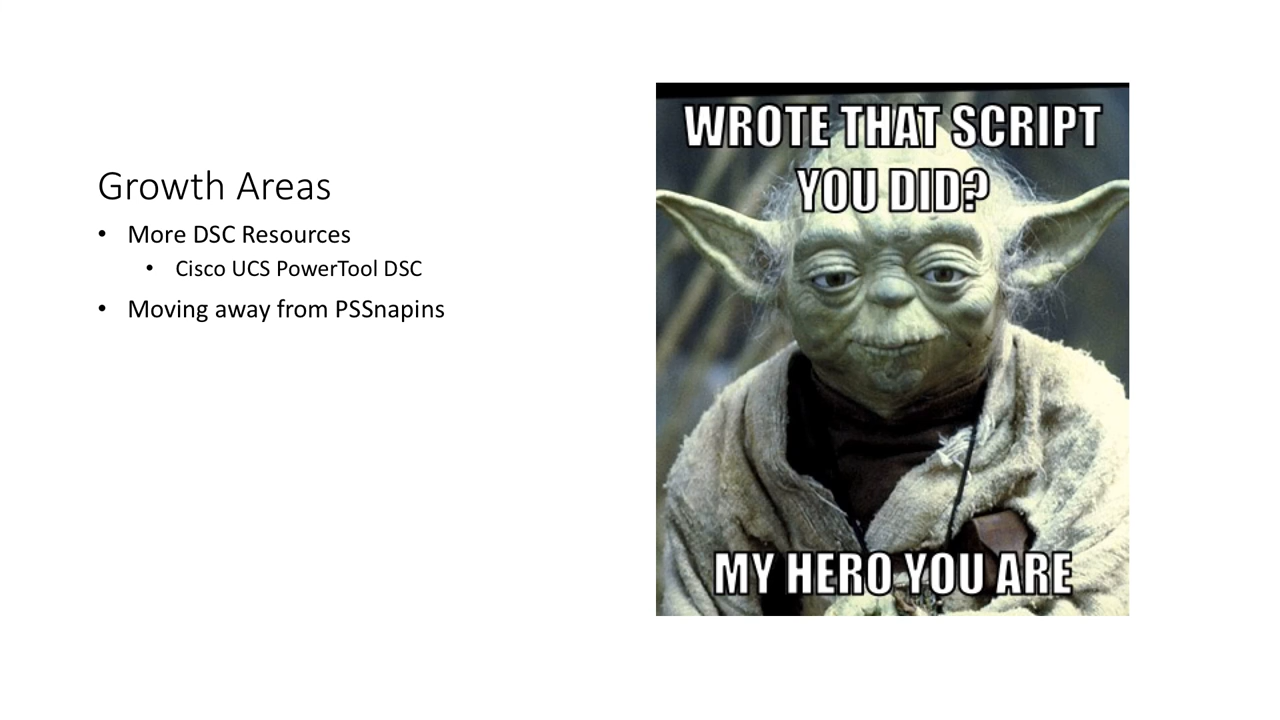 Growth Areas
• More DSC Resources
• Cisco UCS PowerTool DSC
• Moving away from PSSnapins
WROTE THAT SCRIPT
YOU DID?
MY HERO YOU ARE